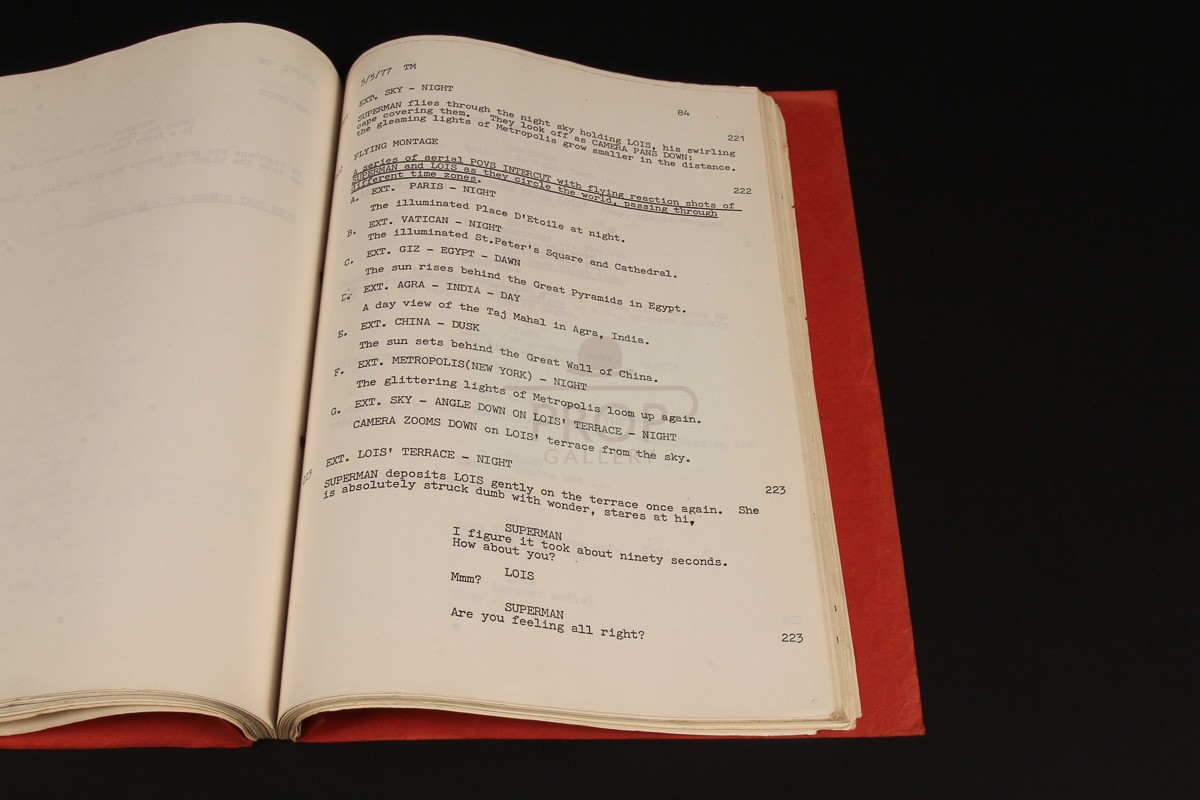 5/5/77 TM
84
EXT. SKY - NIGHT
221
SUPERMAN flies through the night sky holding LOIS, his swirling
cape covering them. They look off as CAMERA PANS DOWN:
the gleaming lights of Metropolis grow smaller in the distance.
FLYING MONTAGE
222
A series of aerial POVS INTERCUT with flying reaction shots of
SUPERMAN and LOIS as they circle the world, passing through
different time zones.
A. EXT. PARIS - NIGHT
The illuminated Place D'Etoile at night.
B. EXT. VATICAN - NIGHT
The illuminated St.Peter's Square and Cathedral.
C. EXT. GIZ - EGYPT - DAWN
The sun rises behind the Great Pyramids in Egypt.
D. EXT. AGRA - INDIA - DAY
A day view of the Taj Mahal in Agra, India.
E. EXT. CHINA - DUSK
The sun sets behind the Great Wall of China.
F. EXT. METROPOLIS(NEW YORK) - NIGHT
The glittering lights of Metropolis loom up again.
G. EXT. SKY - ANGLE DOWN ON LOIS' TERRACE - NIGHT
CAMERA ZOOMS DOWN on LOIS' terrace from the sky.
PROP
GALLERY
223 EXT. LOIS' TERRACE - NIGHT 223
SUPERMAN deposits LOIS gently on the terrace once again. She
is absolutely struck dumb with wonder, stares at hi,
SUPERMAN
I figure it took about ninety seconds.
How about you?
LOIS
Mmm?
SUPERMAN
Are you feeling all right?
223